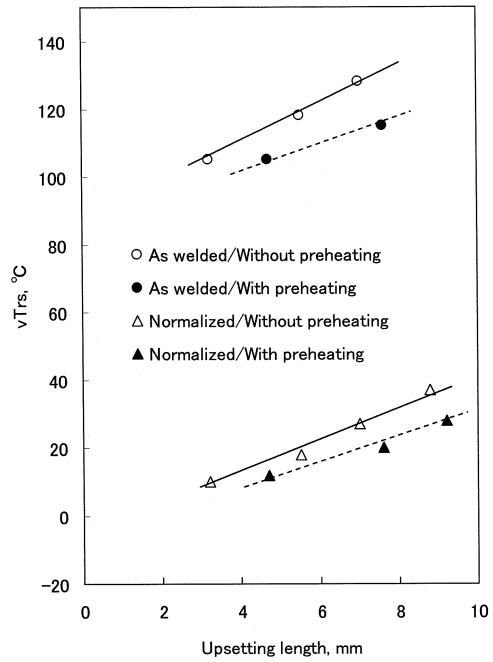 140
120
100
80
60
40
20
0
−20
vTrs, °C
○ As welded/Without preheating
● As welded/With preheating
△ Normalized/Without preheating
▲ Normalized/With preheating
0 2 4 6 8 10
Upsetting length, mm